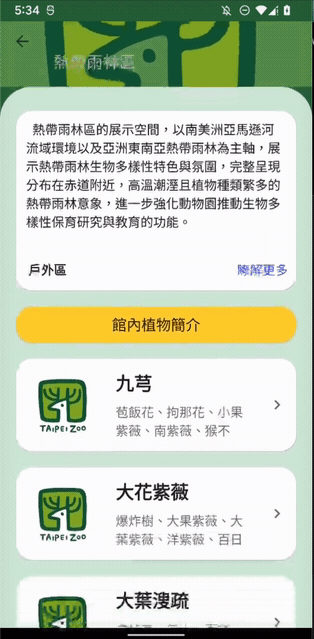 5:34
熱帶雨林區
熱帶雨林區的展示空間，以南美洲亞馬遜河
流域環境以及亞洲東南亞熱帶雨林為主軸，展
示熱帶雨林生物多樣性特色與氛圍，完整呈現
分布在赤道附近，高溫潮溼且植物種類繁多的
熱帶雨林意象，進一步強化動物園推動生物多
樣性保育研究與教育的功能。
戶外區
瞭解更多
館內植物簡介
九芎
苞飯花、拘那花、小果
紫薇、南紫薇、猴不
TAIPEI ZOO
大花紫薇
爆炸樹、大果紫薇、大
葉紫薇、洋紫薇、百日
TAIPEI ZOO
大葉溲疏